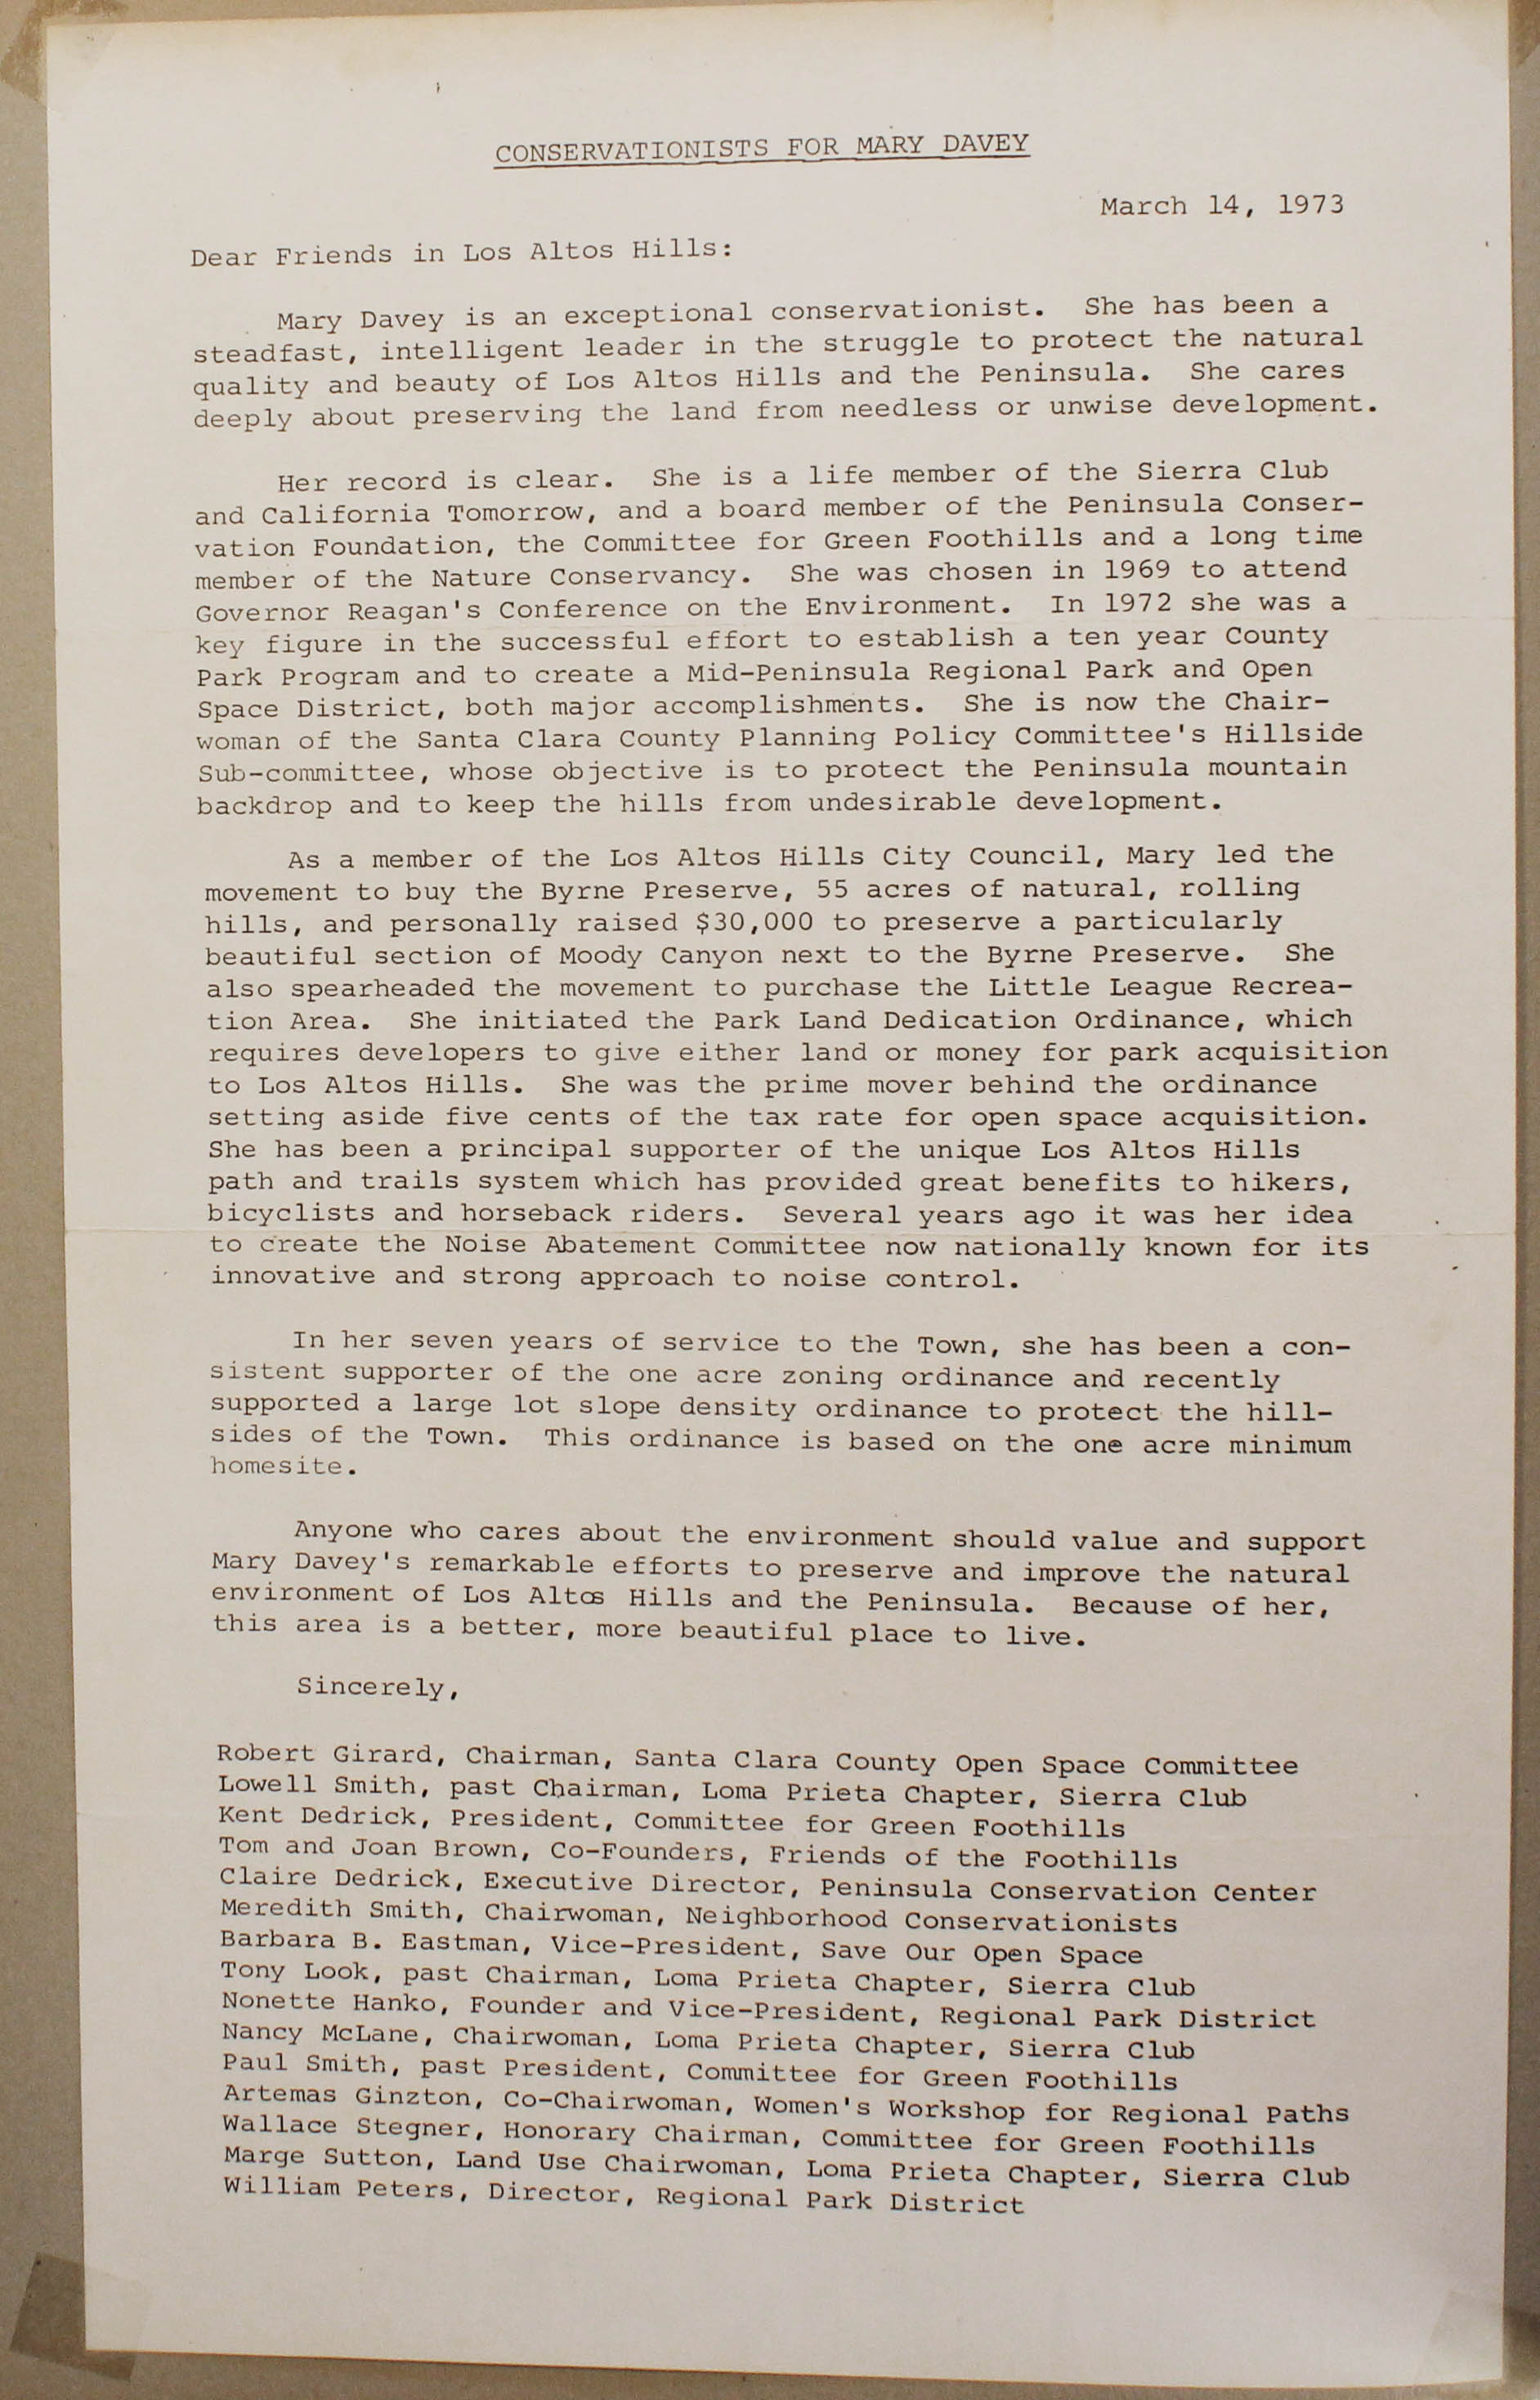 CONSERVATIONISTS FOR MARY DAVEY
March 14, 1973
Dear Friends in Los Altos Hills:
Mary Davey is an exceptional conservationist. She has been a
steadfast, intelligent leader in the struggle to protect the natural
quality and beauty of Los Altos Hills and the Peninsula. She cares
deeply about preserving the land from needless or unwise development.
Her record is clear. She is a life member of the Sierra Club
and California Tomorrow, and a board member of the Peninsula Conser-
vation Foundation, the Committee for Green Foothills and a long time
member of the Nature Conservancy. She was chosen in 1969 to attend
Governor Reagan's Conference on the Environment. In 1972 she was a
key figure in the successful effort to establish a ten year County
Park Program and to create a Mid-Peninsula Regional Park and Open
Space District, both major accomplishments. She is now the Chair-
woman of the Santa Clara County Planning Policy Committee's Hillside
Sub-committee, whose objective is to protect the Peninsula mountain
backdrop and to keep the hills from undesirable development.
As a member of the Los Altos Hills City Council, Mary led the
movement to buy the Byrne Preserve, 55 acres of natural, rolling
hills, and personally raised $30,000 to preserve a particularly
beautiful section of Moody Canyon next to the Byrne Preserve. She
also spearheaded the movement to purchase the Little League Recrea-
tion Area. She initiated the Park Land Dedication Ordinance, which
requires developers to give either land or money for park acquisition
to Los Altos Hills. She was the prime mover behind the ordinance
setting aside five cents of the tax rate for open space acquisition.
She has been a principal supporter of the unique Los Altos Hills
path and trails system which has provided great benefits to hikers,
bicyclists and horseback riders. Several years ago it was her idea
to create the Noise Abatement Committee now nationally known for its
innovative and strong approach to noise control.
In her seven years of service to the Town, she has been a con-
sistent supporter of the one acre zoning ordinance and recently
supported a large lot slope density ordinance to protect the hill-
sides of the Town. This ordinance is based on the one acre minimum
homesite.
Anyone who cares about the environment should value and support
Mary Davey's remarkable efforts to preserve and improve the natural
environment of Los Altos Hills and the Peninsula. Because of her,
this area is a better, more beautiful place to live.
Sincerely,
Robert Girard, Chairman, Santa Clara County Open Space Committee
Lowell Smith, past Chairman, Loma Prieta Chapter, Sierra Club
Kent Dedrick, President, Committee for Green Foothills
Tom and Joan Brown, Co-Founders, Friends of the Foothills
Claire Dedrick, Executive Director, Peninsula Conservation Center
Meredith Smith, Chairwoman, Neighborhood Conservationists
Barbara B. Eastman, Vice-President, Save Our Open Space
Tony Look, past Chairman, Loma Prieta Chapter, Sierra Club
Nonette Hanko, Founder and Vice-President, Regional Park District
Nancy McLane, Chairwoman, Loma Prieta Chapter, Sierra Club
Paul Smith, past President, Committee for Green Foothills
Artemas Ginzton, Co-Chairwoman, Women's Workshop for Regional Paths
Wallace Stegner, Honorary Chairman, Committee for Green Foothills
Marge Sutton, Land Use Chairwoman, Loma Prieta Chapter, Sierra Club
William Peters, Director, Regional Park District